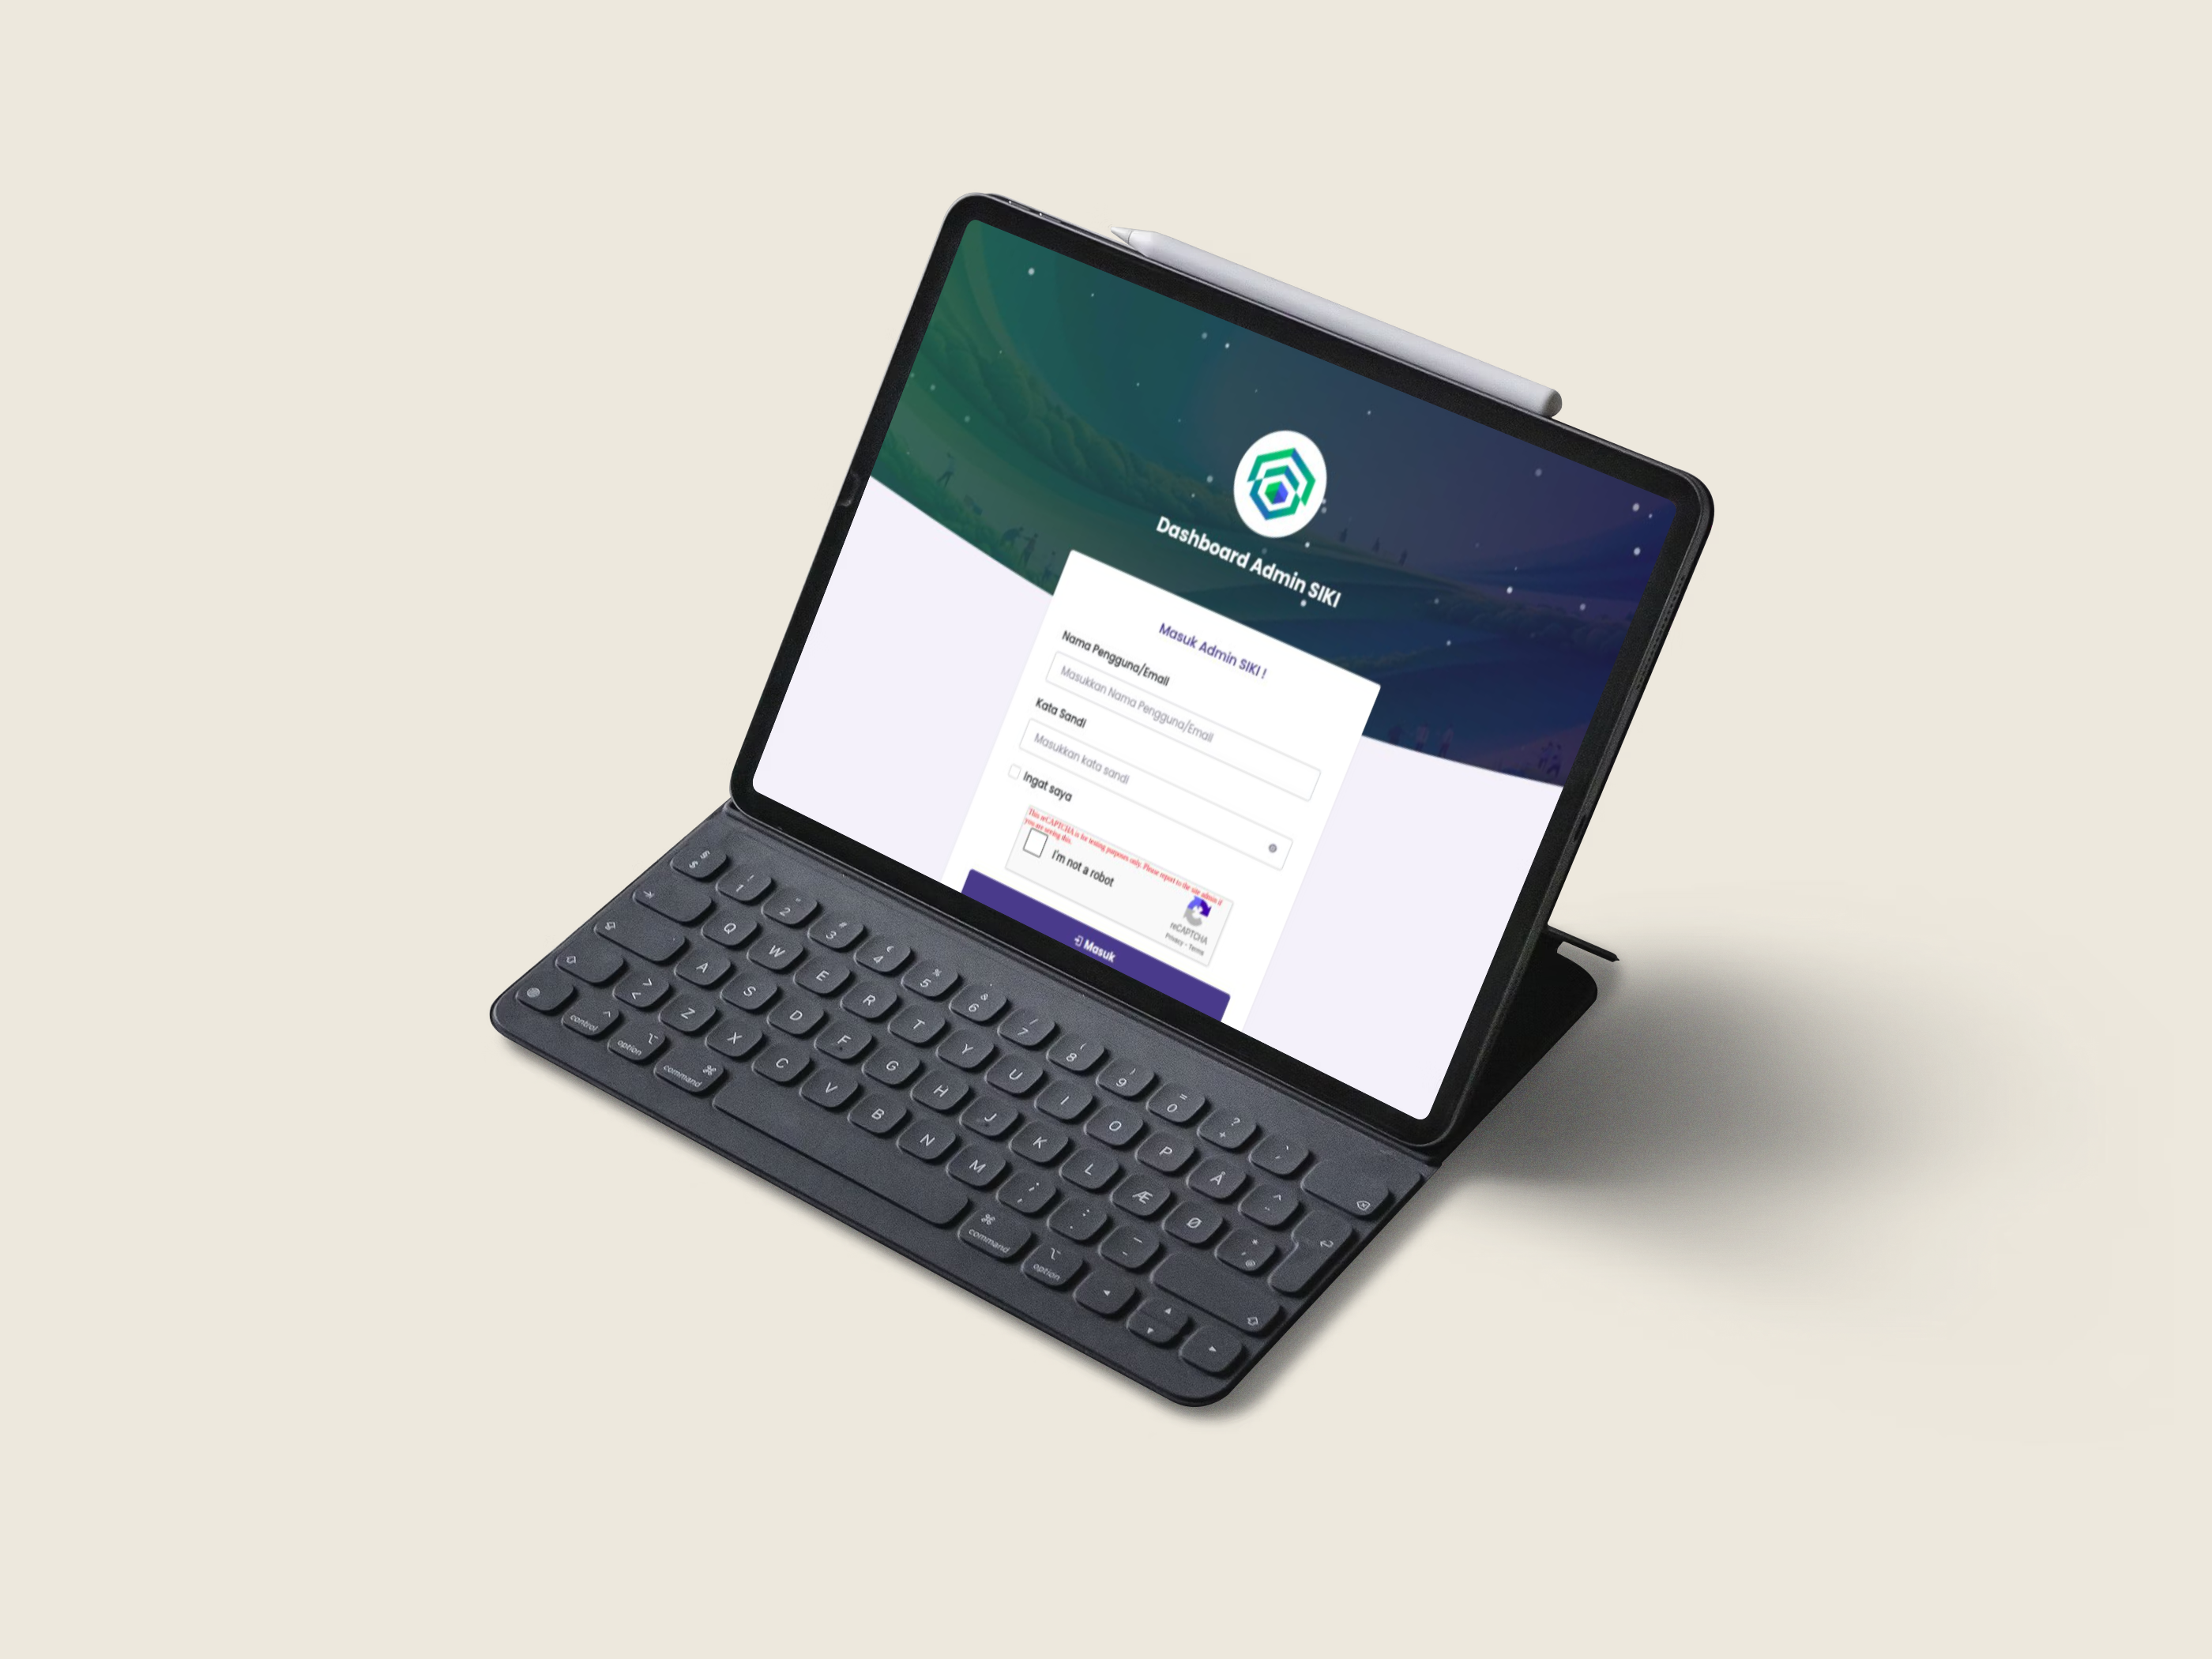 Dashboard Admin SIKI
Masuk Admin SIKI !
Nama Pengguna/Email
Masukkan Nama Pengguna/Email
Kata Sandi
Masukkan kata sandi
Ingat saya
This reCAPTCHA is for testing purposes only. Please report to the site admin if
you are seeing this.
I'm not a robot
reCAPTCHA
Privacy - Terms
Masuk
§ $ ! 1 " 2 # 3 € 4 % 5 & 6 / 7 ( 8 ) 9 = 0 ? +
Q W E R T Y U I O P Å ^ ¨
A S D F G H J K L Æ Ø * ' @
> < Z X C V B N M ; , : . _ -
control ^ option command command option